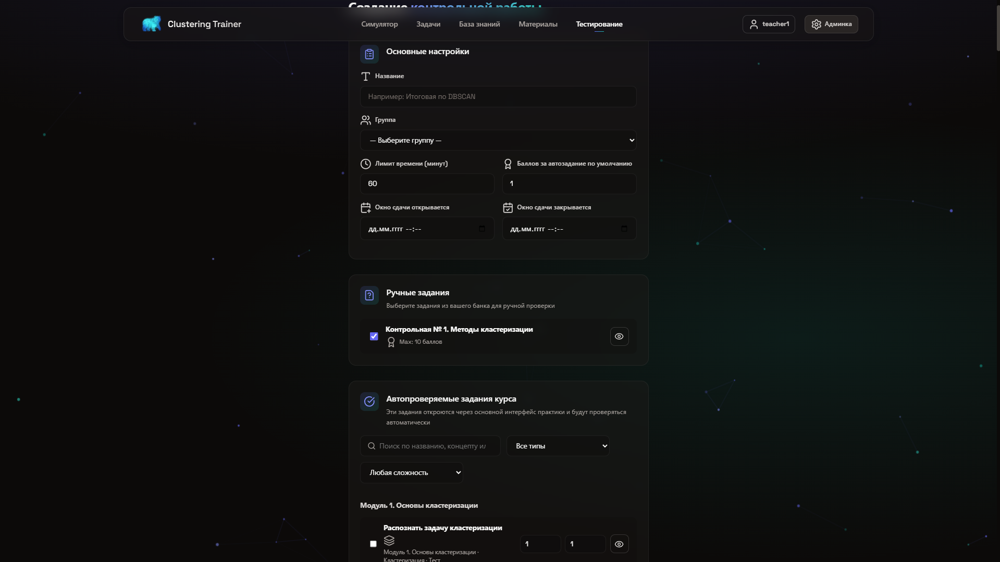 Создание контрольной работы
Clustering Trainer
Симулятор
Задачи
База знаний
Материалы
Тестирование
teacher1
Админка
Основные настройки
Название
Например: Итоговая по DBSCAN
Группа
— Выберите группу —
Лимит времени (минут)
Баллов за автозадание по умолчанию
60
1
Окно сдачи открывается
Окно сдачи закрывается
дд.мм.гггг --:--
дд.мм.гггг --:--
Ручные задания
Выберите задания из вашего банка для ручной проверки
Контрольная № 1. Методы кластеризации
Max: 10 баллов
Автопроверяемые задания курса
Эти задания откроются через основной интерфейс практики и будут проверяться
автоматически
Поиск по названию, концепту ил
Все типы
Любая сложность
Модуль 1. Основы кластеризации
Распознать задачу кластеризации
1
1
Модуль 1. Основы кластеризации ·
Кластеризация · Тест